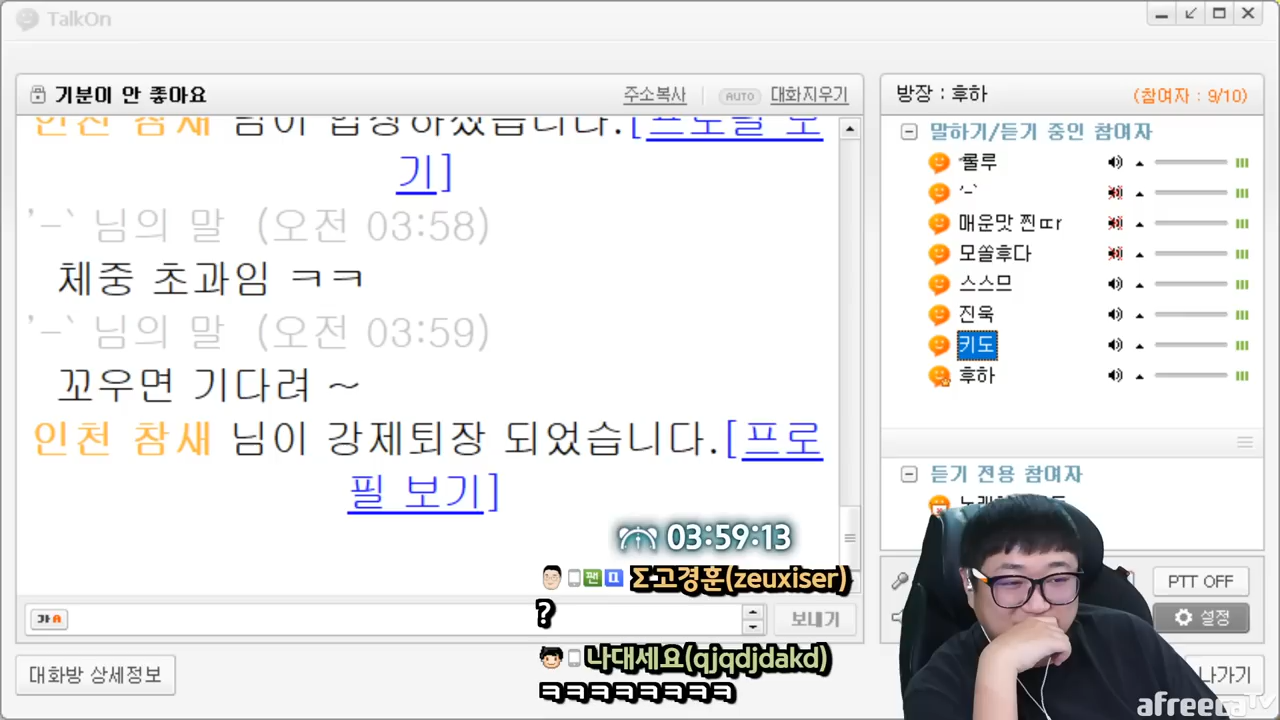 TalkOn
기분이 안 좋아요
주소복사
AUTO
대화지우기
인천 참새 님이 입장하셨습니다.[프로필 보
기]
'-` 님의 말 (오전 03:58)
체중 초과임 ㅋㅋ
'-` 님의 말 (오전 03:59)
꼬우면 기다려 ~
인천 참새 님이 강제퇴장 되었습니다.[프로
필 보기]
가A
보내기
대화방 상세정보
방장 : 후하
(참여자 : 9/10)
말하기/듣기 중인 참여자
'-`
매운맛 찐ㄸr
모쏠후다
스스므
진욱
키도
후하
듣기 전용 참여자
PTT OFF
설정
나가기
03:59:13
팬
Σ고경훈(zeuxiser)
?
나대세요(qjqdjdakd)
ㅋㅋㅋㅋㅋㅋㅋㅋ
afreecaTV